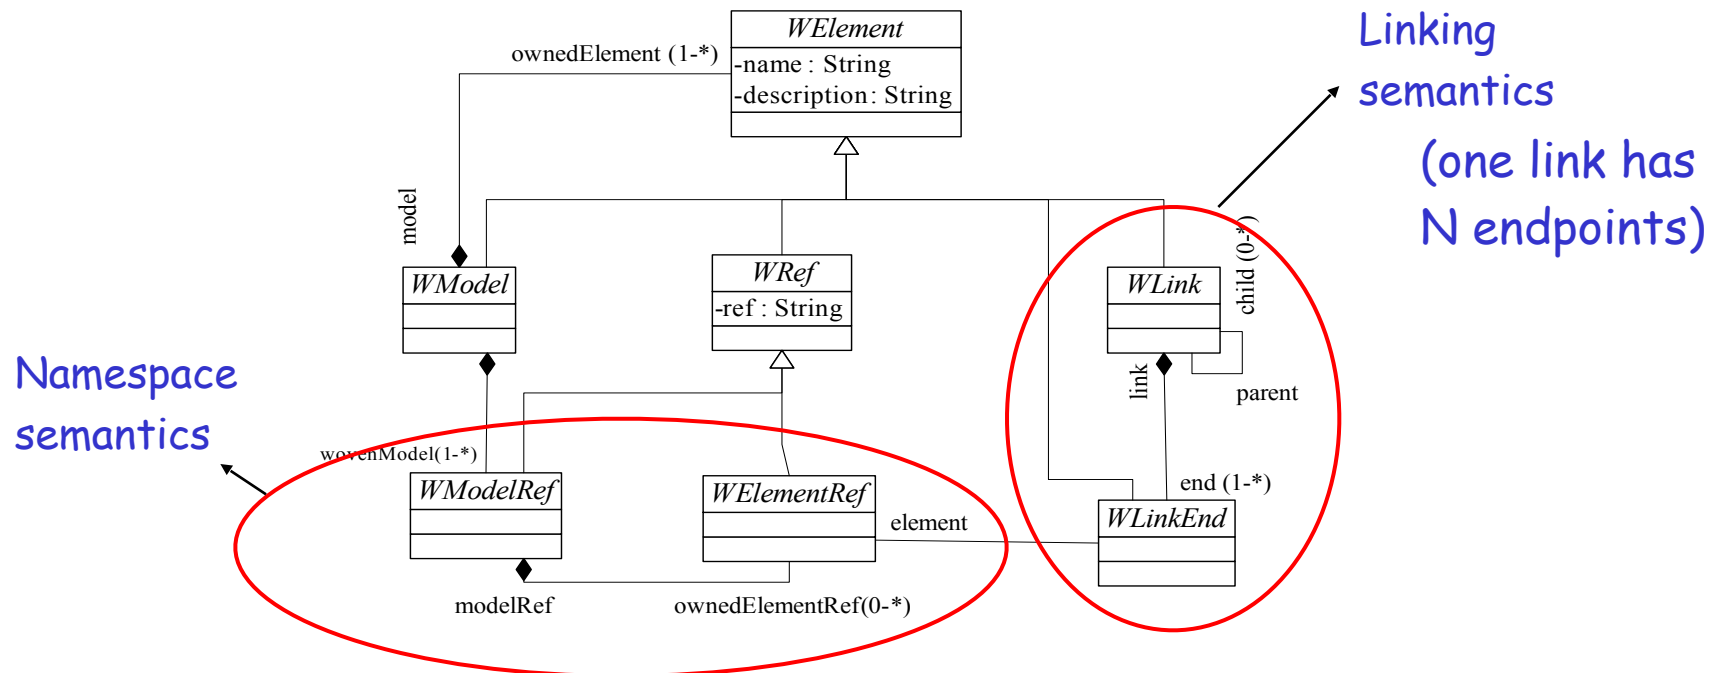 WElement
-name : String
-description: String
ownedElement (1-*)
model
WModel
WRef
-ref : String
WLink
child (0-*)
parent
link
wovenModel(1-*)
WModelRef
WElementRef
element
end (1-*)
WLinkEnd
modelRef
ownedElementRef(0-*)
Namespace
semantics
Linking
semantics
(one link has
N endpoints)